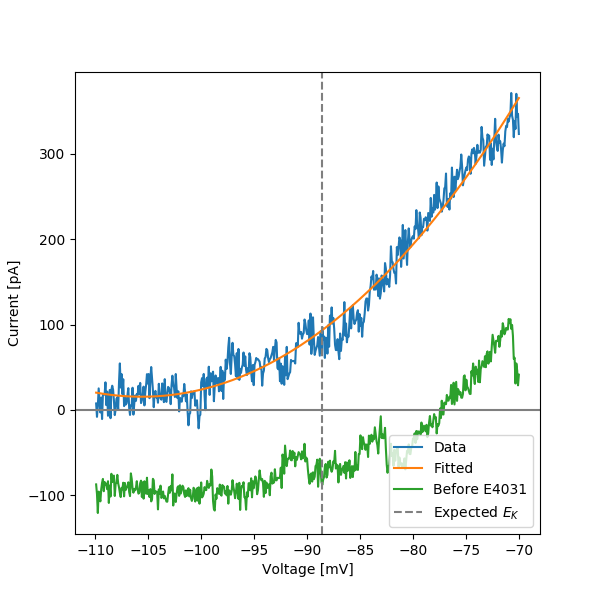 Current [pA]
300
200
100
0
−100
−110
−105
−100
−95
−90
−85
−80
−75
−70
Voltage [mV]
Data
Fitted
Before E4031
Expected E_K